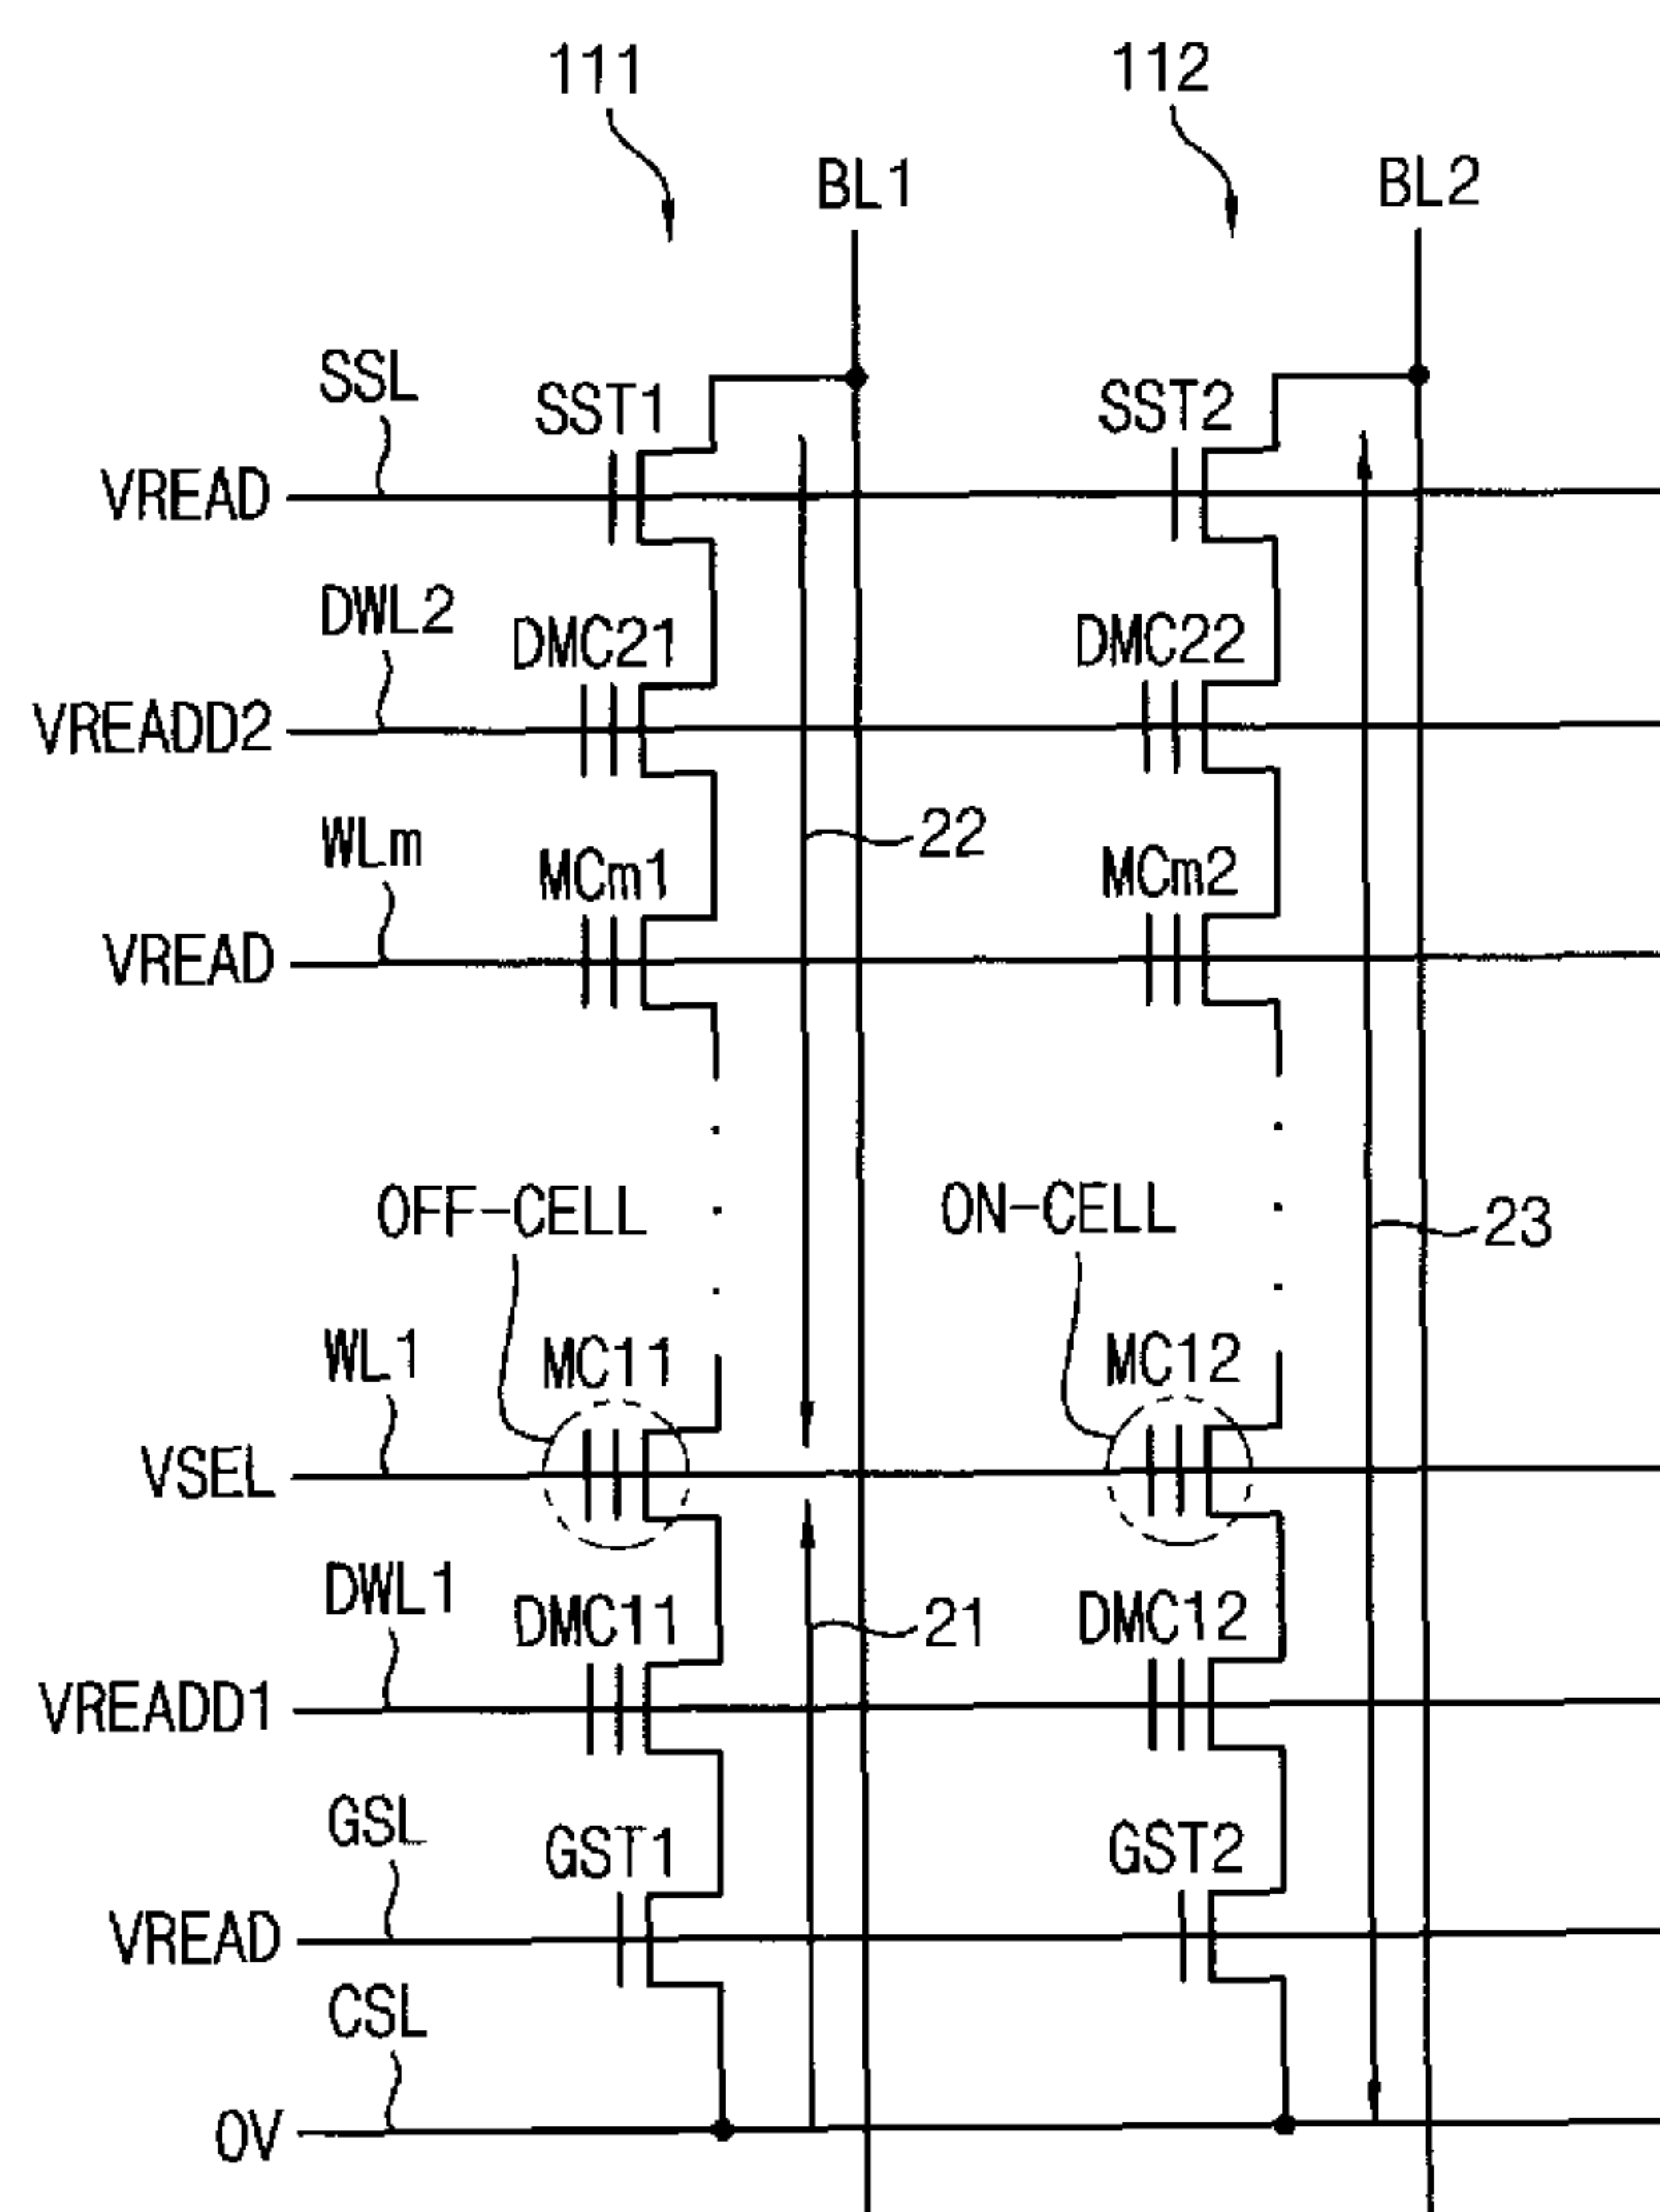 111
112
BL1
BL2
SSL
SST1
SST2
VREAD
DWL2
DMC21
DMC22
VREADD2
22
WLm
MCm1
MCm2
VREAD
OFF-CELL
ON-CELL
23
WL1
MC11
MC12
VSEL
DWL1
DMC11
21
DMC12
VREADD1
GSL
GST1
GST2
VREAD
CSL
0V